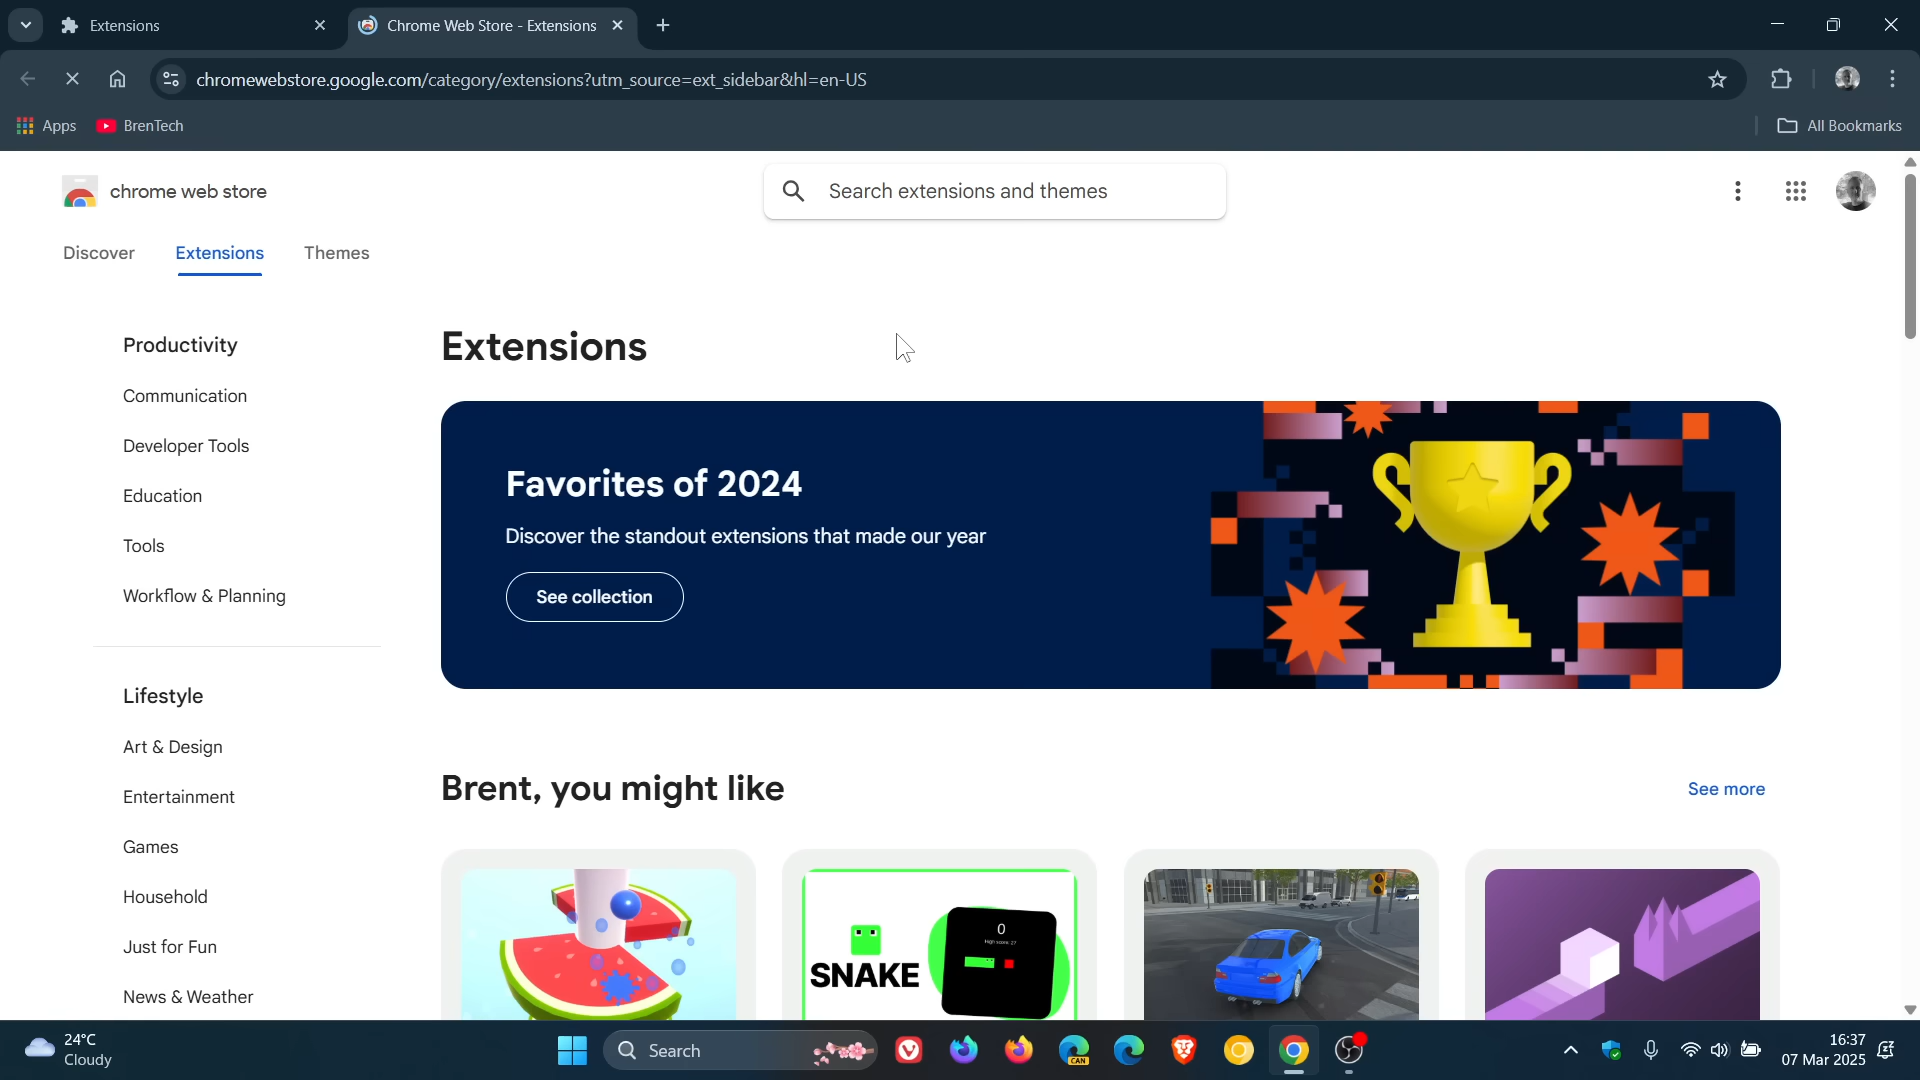 Extensions
Chrome Web Store - Extensions
chromewebstore.google.com/category/extensions?utm_source=ext_sidebar&hl=en-US
Apps
BrenTech
All Bookmarks
chrome web store
Search extensions and themes
Discover
Extensions
Themes
Productivity
Communication
Developer Tools
Education
Tools
Workflow & Planning
Lifestyle
Art & Design
Entertainment
Games
Household
Just for Fun
News & Weather
Extensions
Favorites of 2024
Discover the standout extensions that made our year
See collection
Brent, you might like
See more
SNAKE
0
High score: 27
24°C
Cloudy
Search
CAN
16:37
07 Mar 2025